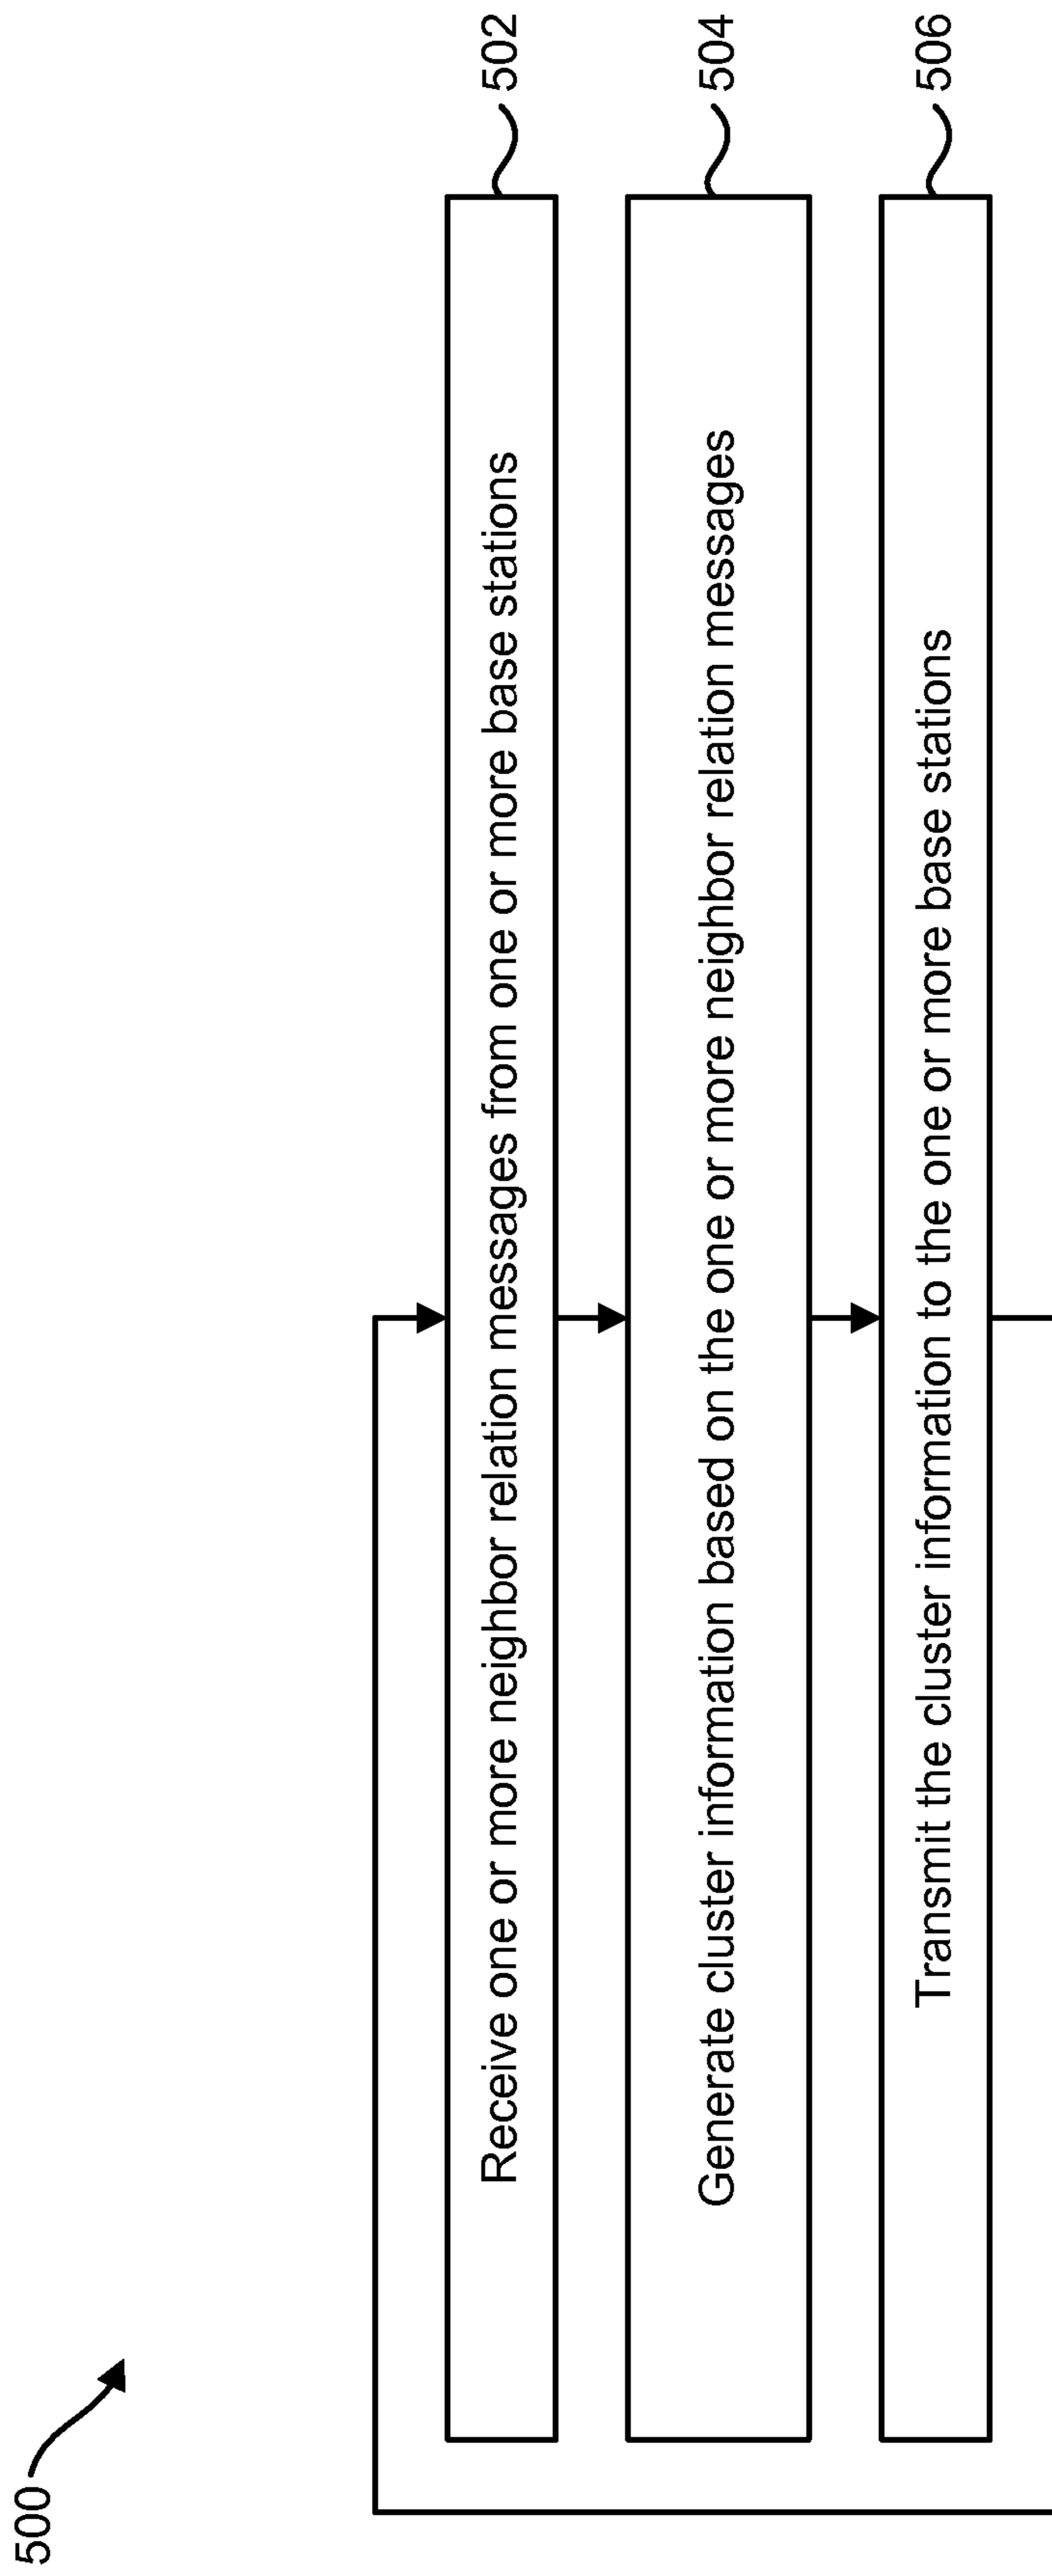 500
Receive one or more neighbor relation messages from one or more base stations
502
Generate cluster information based on the one or more neighbor relation messages
504
Transmit the cluster information to the one or more base stations
506